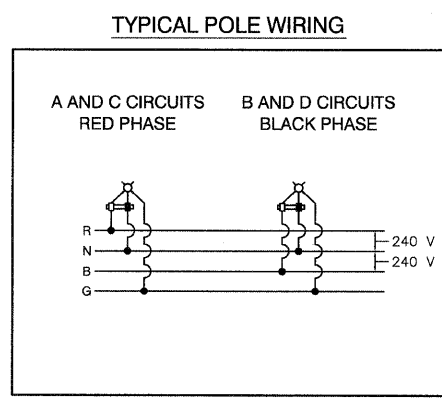 TYPICAL POLE WIRING
A AND C CIRCUITS
RED PHASE
B AND D CIRCUITS
BLACK PHASE
R
N
B
G
240 V
240 V